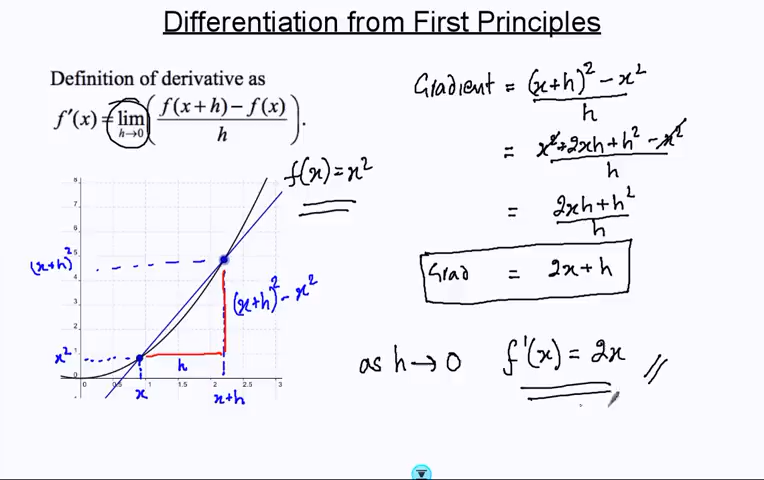 Differentiation from First Principles
Definition of derivative as
f′(x) = lim h→0 ( f(x+h) − f(x) / h ).
f(x) = x²
8
7
6
5
4
3
2
1
0
0 0.5 1 1.5 2 2.5 3
(x+h)²
x²
(x+h)² − x²
h
x
x+h
Gradient = (x+h)² − x² / h
= x² + 2xh + h² − x² / h
= 2xh + h² / h
Grad = 2x + h
as h → 0 f'(x) = 2x //